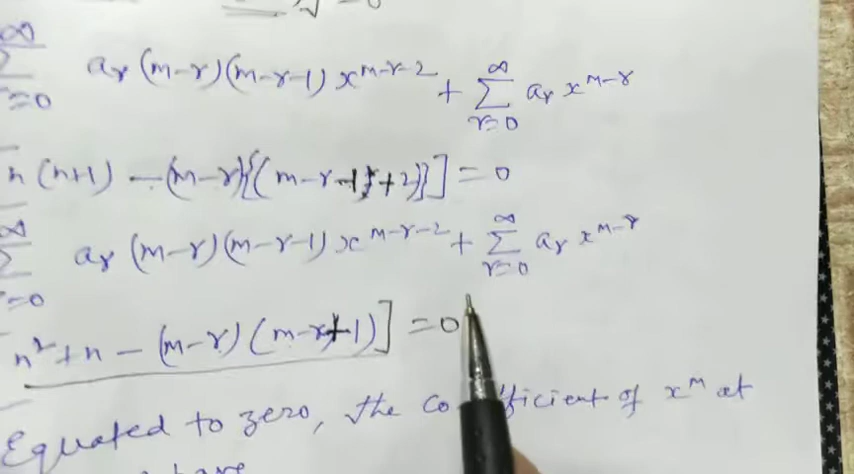 = 0
∞ Σ r=0 a_r (m-r)(m-r-1) x^{m-r-2} + ∞ Σ r=0 a_r x^{m-r}
n(n+1) - (m-r){(m-r-1)+2}] = 0
∞ Σ r=0 a_r (m-r)(m-r-1) x^{m-r-2} + ∞ Σ r=0 a_r x^{m-r}
n²+n - (m-r)(m-r+1)] = 0
Equated to zero, the coefficient of x^m at